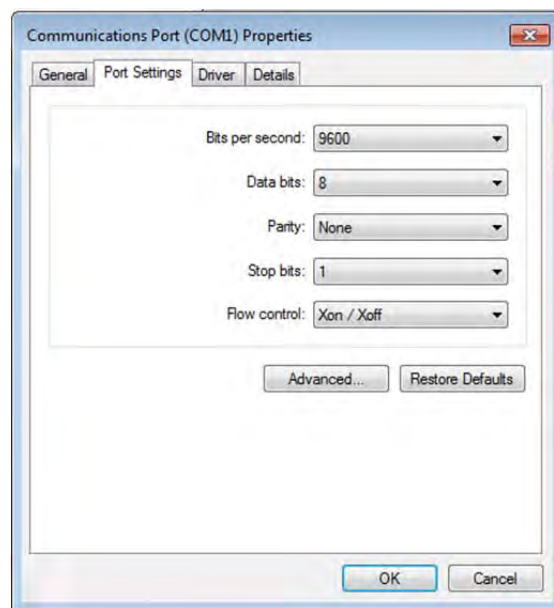 Communications Port (COM1) Properties
General Port Settings Driver Details
Bits per second: 9600
Data bits: 8
Parity: None
Stop bits: 1
Flow control: Xon / Xoff
Advanced... Restore Defaults
OK Cancel